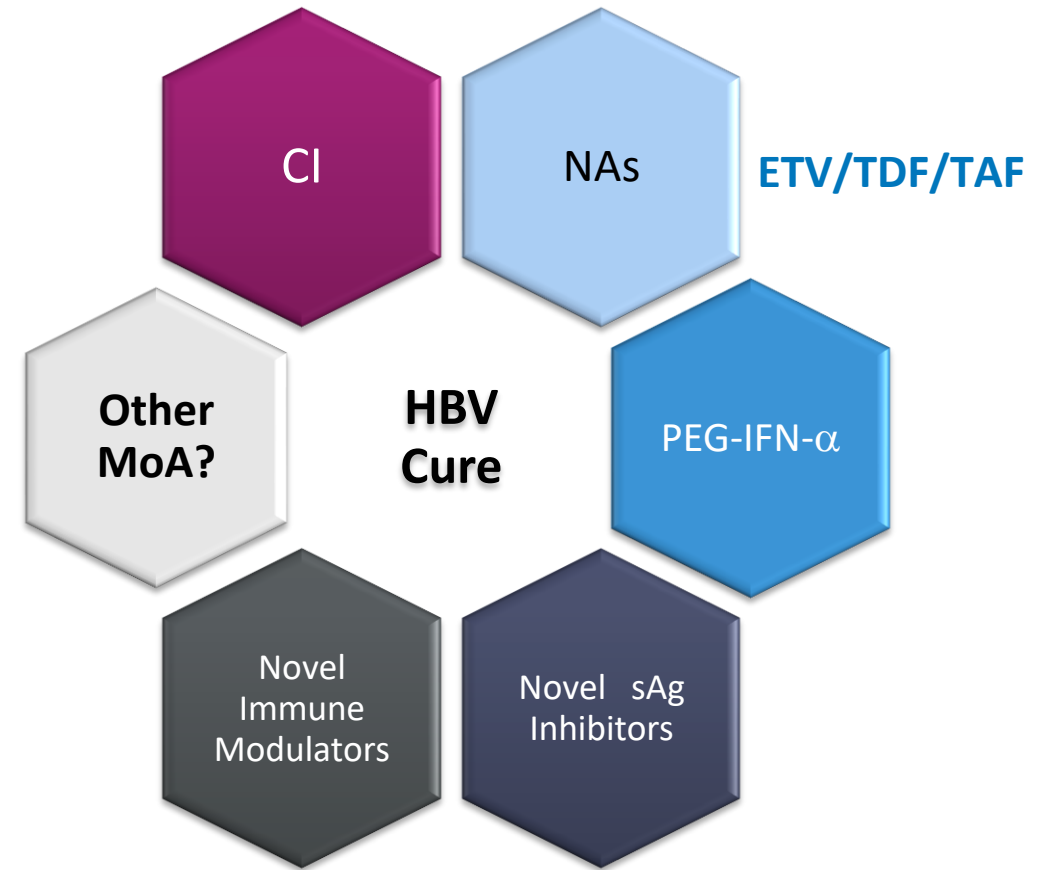 CI
NAs
ETV/TDF/TAF
Other
MoA?
HBV
Cure
PEG-IFN-α
Novel
Immune
Modulators
Novel sAg
Inhibitors